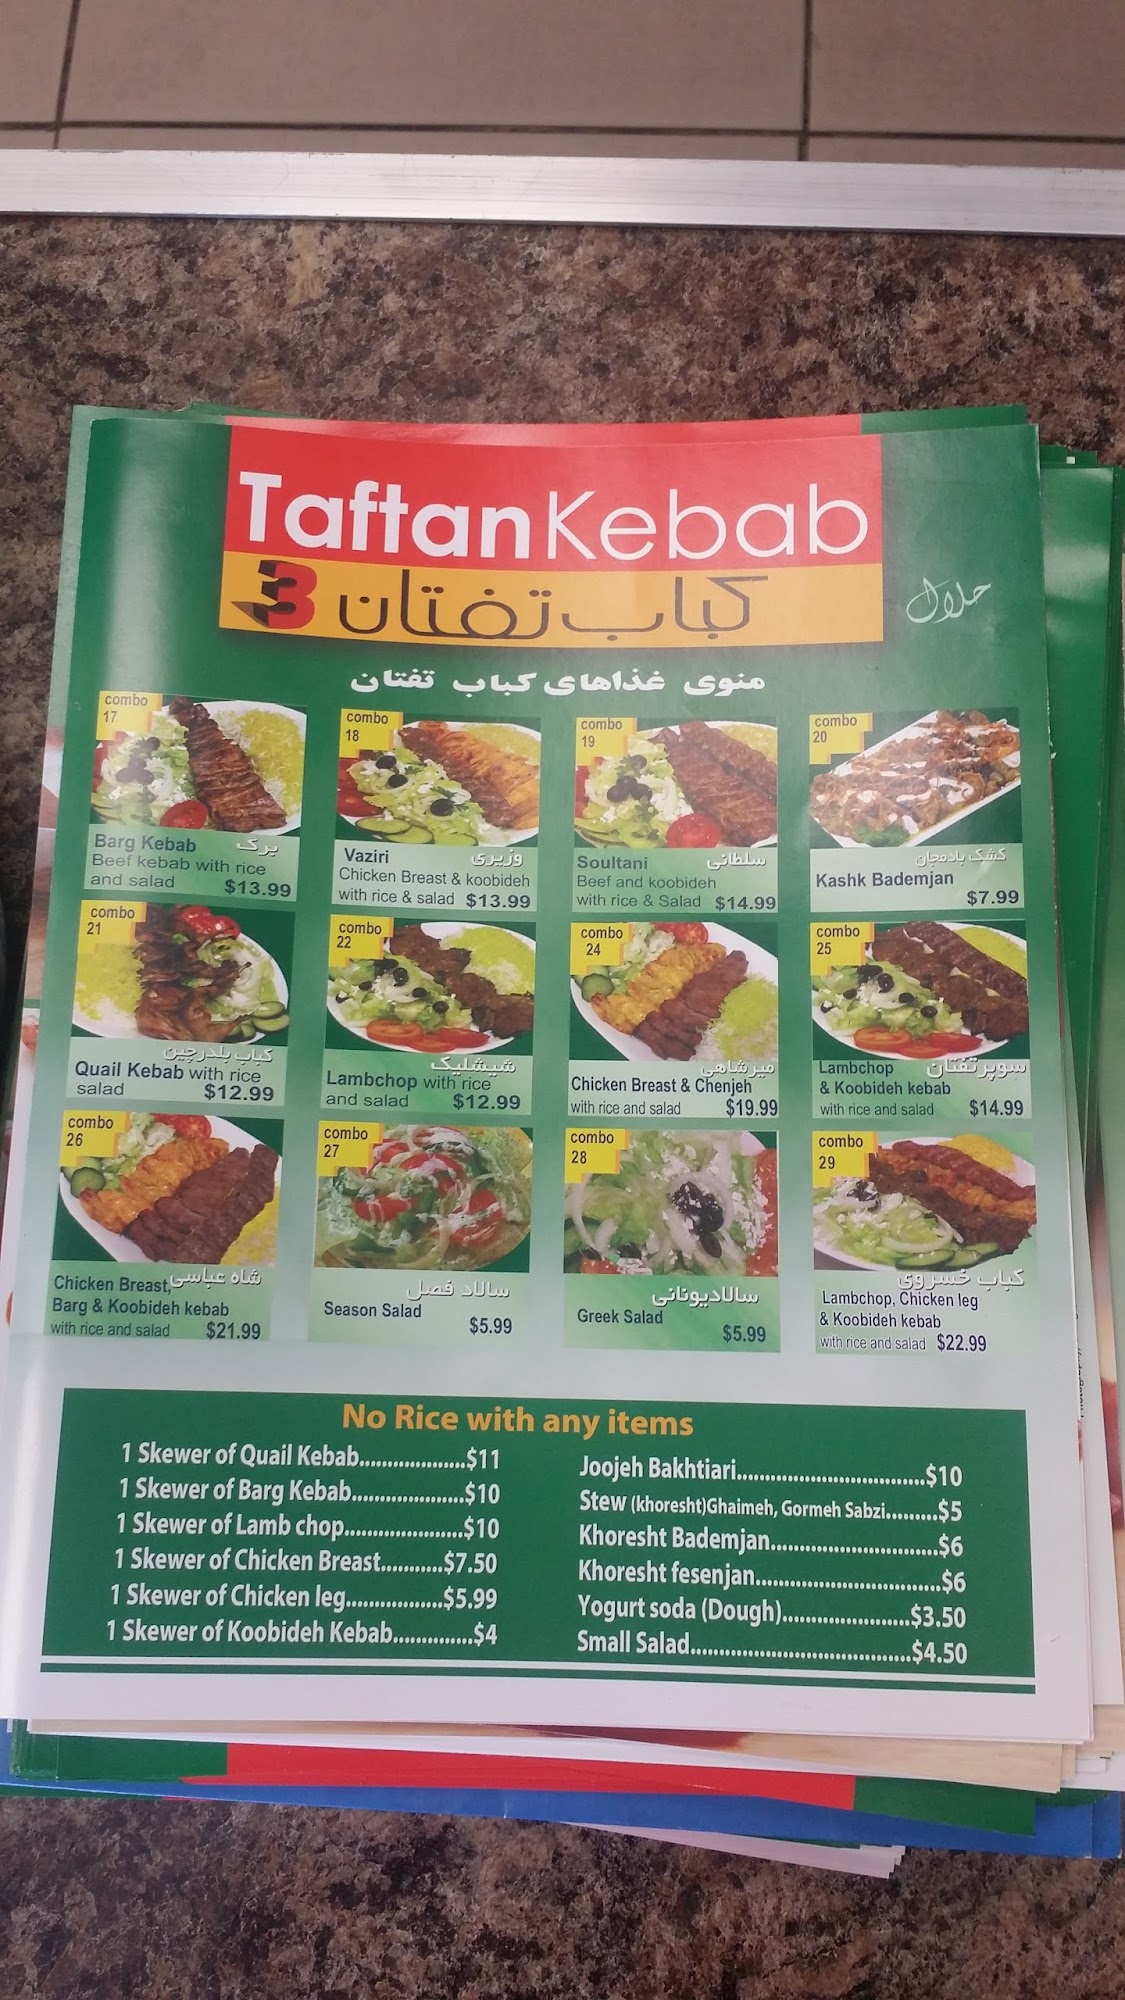 TaftanKebab
کباب تفتان 3
حلال
منوی غذاهای کباب تفتان
combo
17
Barg Kebab برگ
Beef kebab with rice
and salad $13.99
combo
18
Vaziri وزیری
Chicken Breast & koobideh
with rice & salad $13.99
combo
19
Soultani سلطانی
Beef and koobideh
with rice & Salad $14.99
combo
20
کشک بادمجان
Kashk Bademjan
$7.99
combo
21
کباب بلدرچین
Quail Kebab with rice
salad $12.99
combo
22
شیشلیک
Lambchop with rice
and salad $12.99
combo
24
میرشاهی
Chicken Breast & Chenjeh
with rice and salad $19.99
combo
25
Lambchop سوپرتفتان
& Koobideh kebab
with rice and salad $14.99
combo
26
Chicken Breast, شاه عباسی
Barg & Koobideh kebab
with rice and salad $21.99
combo
27
سالاد فصل
Season Salad
$5.99
combo
28
سالادیونانی
Greek Salad
$5.99
combo
29
کباب خسروی
Lambchop, Chicken leg
& Koobideh kebab
with rice and salad $22.99
No Rice with any items
1 Skewer of Quail Kebab....................$11
1 Skewer of Barg Kebab.....................$10
1 Skewer of Lamb chop......................$10
1 Skewer of Chicken Breast...........$7.50
1 Skewer of Chicken leg..................$5.99
1 Skewer of Koobideh Kebab...............$4
Joojeh Bakhtiari...................................$10
Stew (khoresht)Ghaimeh, Gormeh Sabzi.........$5
Khoresht Bademjan...............................$6
Khoresht fesenjan..................................$6
Yogurt soda (Dough).......................$3.50
Small Salad........................................$4.50